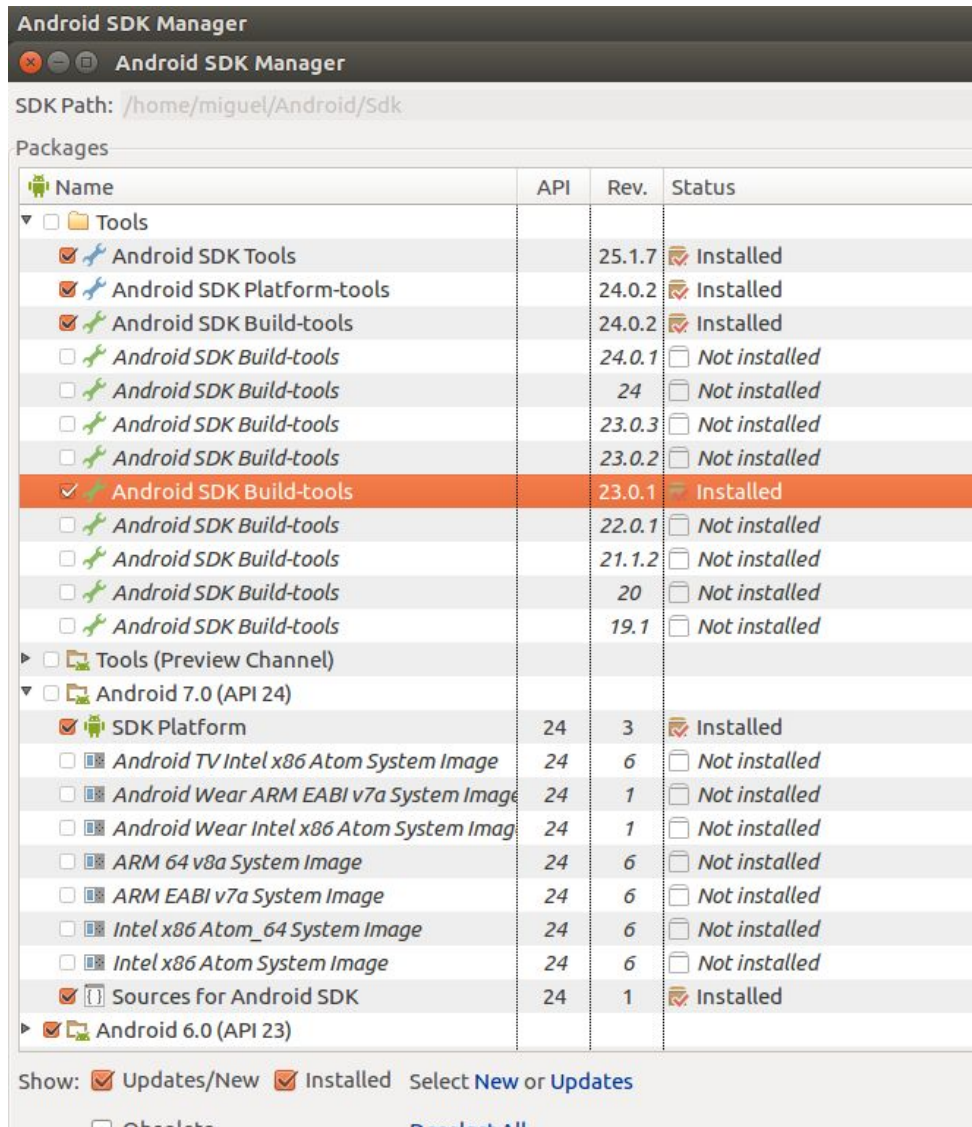 Android SDK Manager
Android SDK Manager
SDK Path: /home/miguel/Android/Sdk
Packages
Name API Rev. Status
Tools
Android SDK Tools 25.1.7 Installed
Android SDK Platform-tools 24.0.2 Installed
Android SDK Build-tools 24.0.2 Installed
Android SDK Build-tools 24.0.1 Not installed
Android SDK Build-tools 24 Not installed
Android SDK Build-tools 23.0.3 Not installed
Android SDK Build-tools 23.0.2 Not installed
Android SDK Build-tools 23.0.1 Installed
Android SDK Build-tools 22.0.1 Not installed
Android SDK Build-tools 21.1.2 Not installed
Android SDK Build-tools 20 Not installed
Android SDK Build-tools 19.1 Not installed
Tools (Preview Channel)
Android 7.0 (API 24)
SDK Platform 24 3 Installed
Android TV Intel x86 Atom System Image 24 6 Not installed
Android Wear ARM EABI v7a System Image 24 1 Not installed
Android Wear Intel x86 Atom System Imag 24 1 Not installed
ARM 64 v8a System Image 24 6 Not installed
ARM EABI v7a System Image 24 6 Not installed
Intel x86 Atom_64 System Image 24 6 Not installed
Intel x86 Atom System Image 24 6 Not installed
Sources for Android SDK 24 1 Installed
Android 6.0 (API 23)
Show: Updates/New Installed Select New or Updates
Obsolete Deselect All